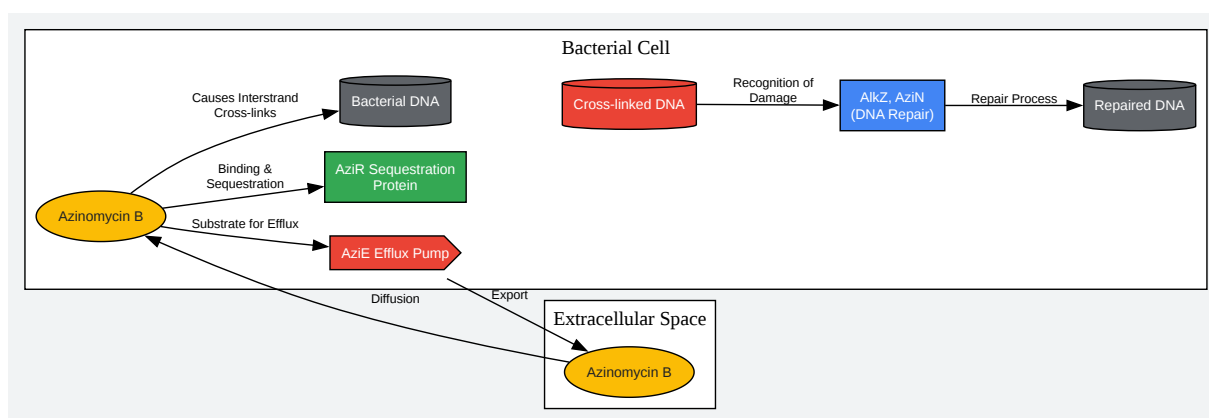 Bacterial Cell
Causes Interstrand
Cross-links
Bacterial DNA
Cross-linked DNA
Recognition of
Damage
AlkZ, AziN
(DNA Repair)
Repair Process
Repaired DNA
Binding &
Sequestration
AziR Sequestration
Protein
Azinomycin B
Substrate for Efflux
AziE Efflux Pump
Diffusion
Export
Extracellular Space
Azinomycin B